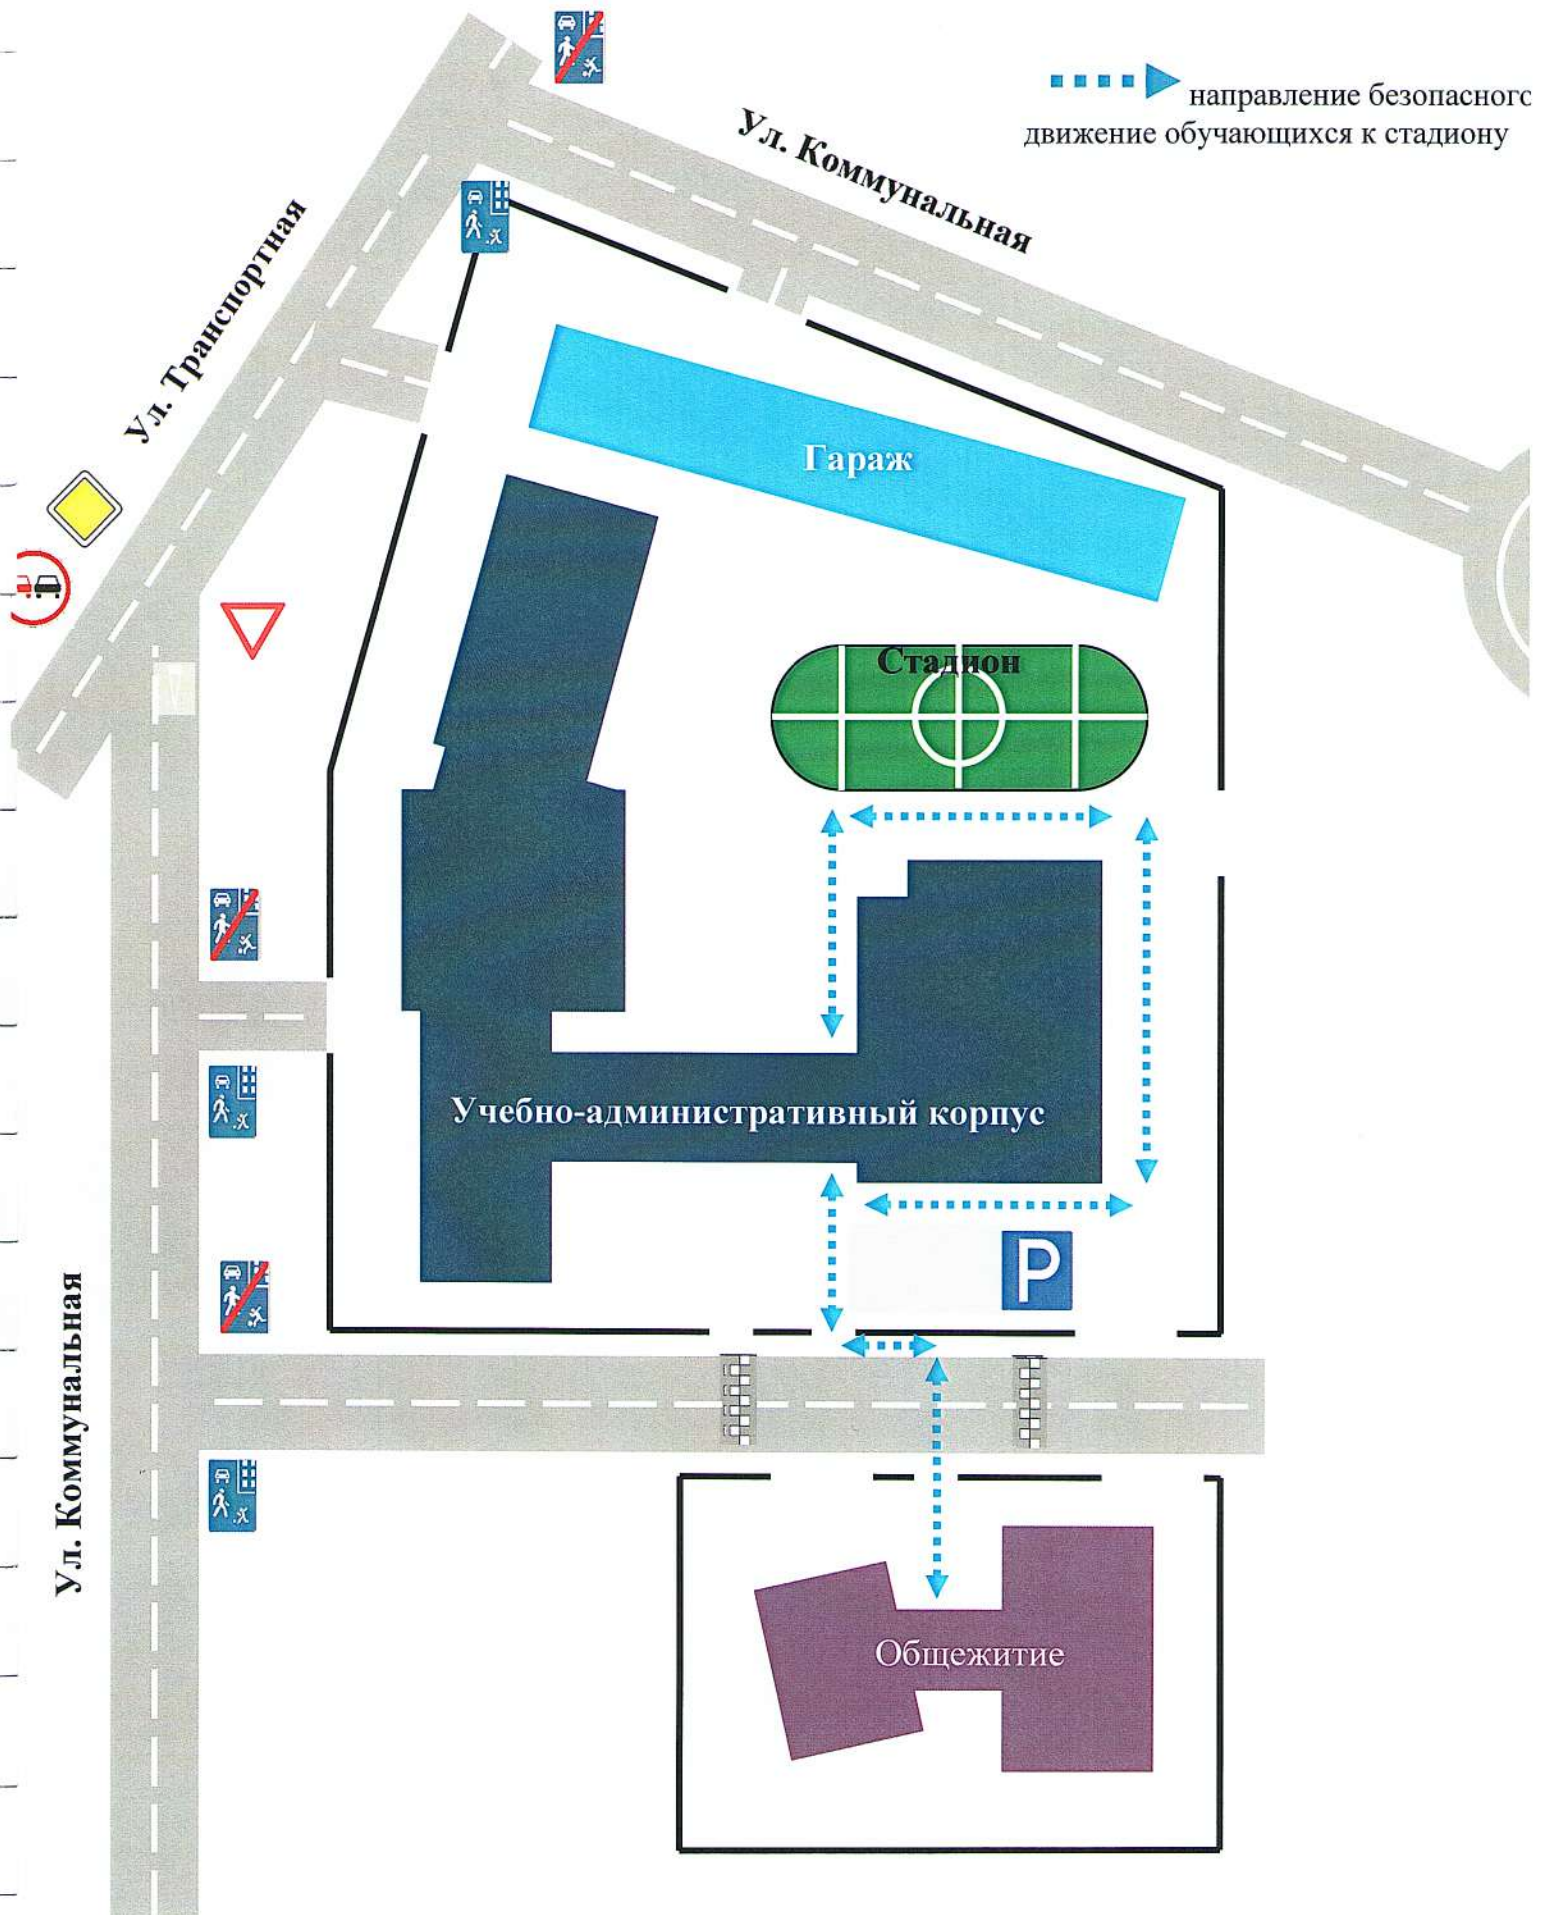 направление безопасного
движение обучающихся к стадиону
Ул. Коммунальная
Ул. Транспортная
Гараж
Стадион
Учебно-административный корпус
P
Ул. Коммунальная
Общежитие